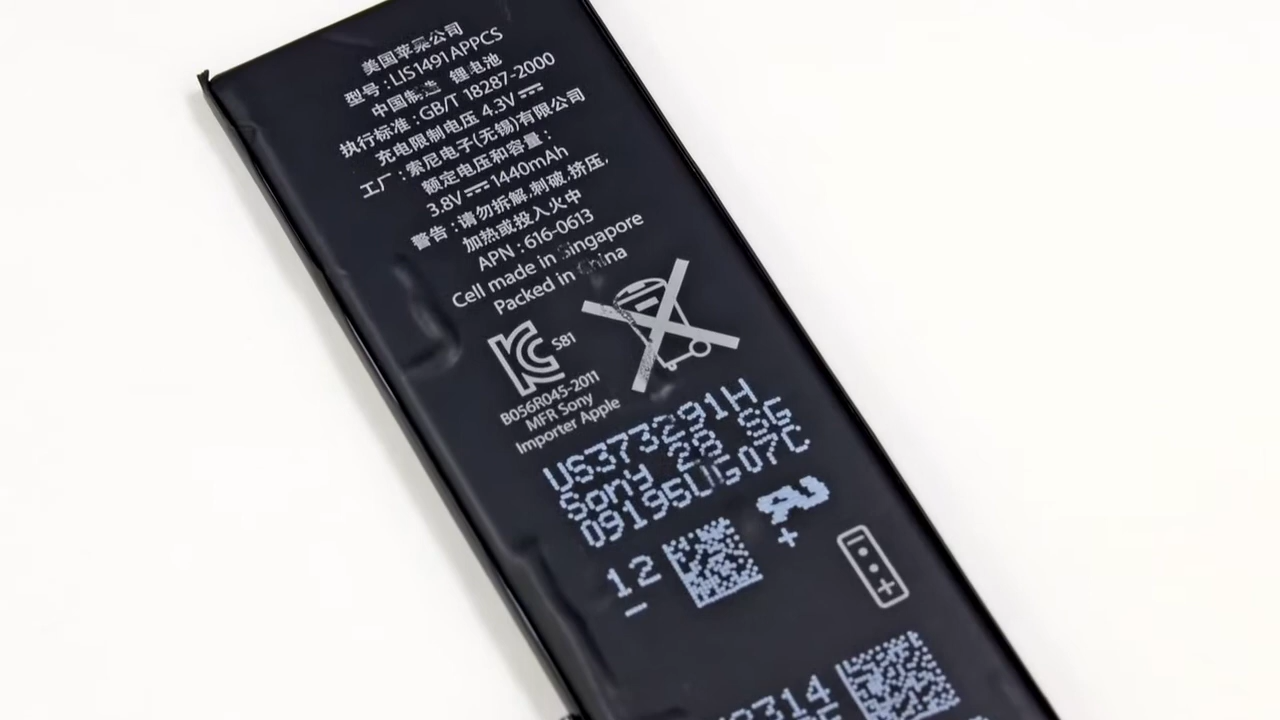 美国苹果公司
型号:LIS1491APPCS
中国制造 锂电池
执行标准:GB/T 18287-2000
充电限制电压 4.3V⎓
工厂:索尼电子(无锡)有限公司
额定电压和容量:
3.8V⎓1440mAh
警告:请勿拆解,刺破,挤压,
加热或投入火中
APN:616-0613
Cell made in Singapore
Packed in China
S81
B056R045-2011
MFR Sony
Importer Apple
US373291H
Sony 28 SG
09195UG07C
+
12
−
− +